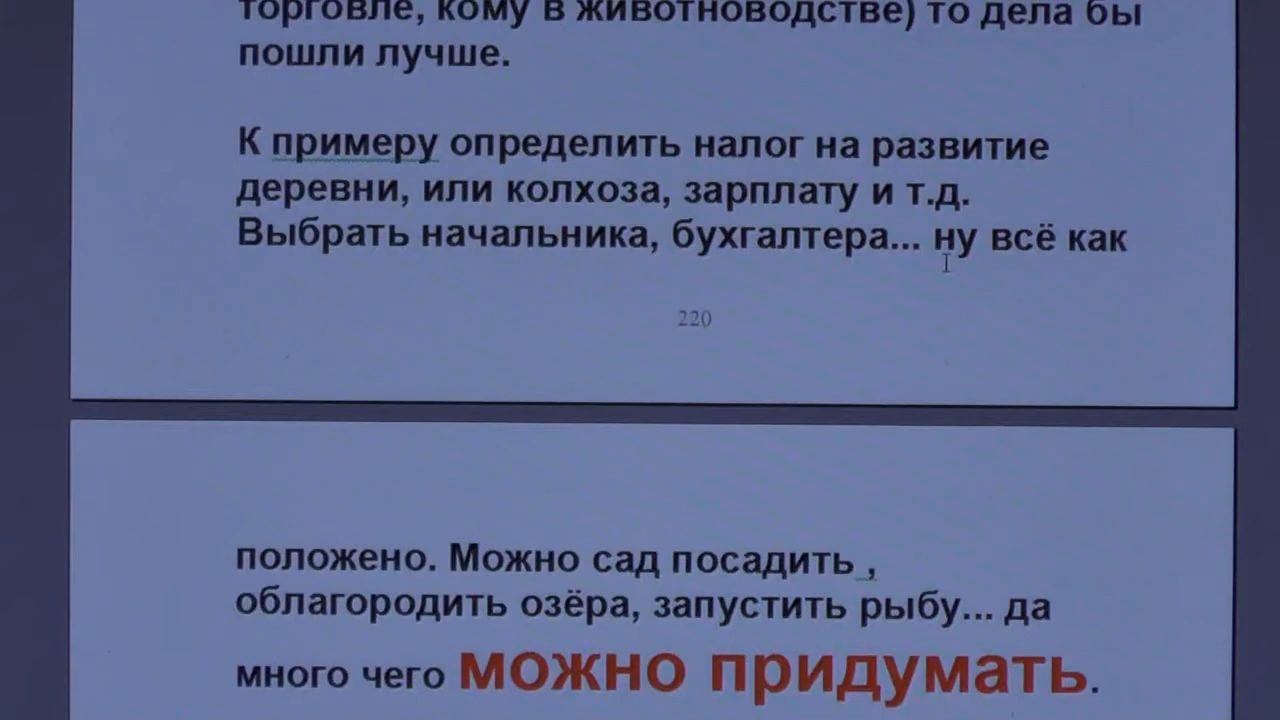 торговле, кому в животноводстве) то дела бы
пошли лучше.
К примеру определить налог на развитие
деревни, или колхоза, зарплату и т.д.
Выбрать начальника, бухгалтера... ну всё как
220
положено. Можно сад посадить ,
облагородить озёра, запустить рыбу... да
много чего можно придумать.